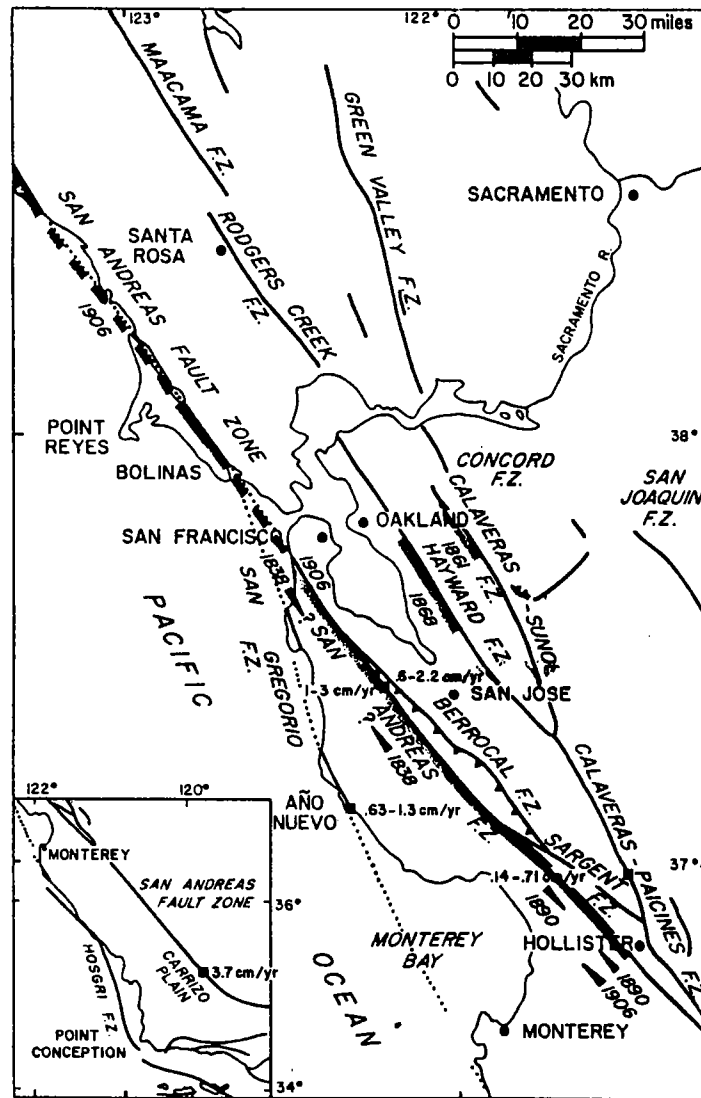 123°
122°
0 10 20 30 miles
0 10 20 30 km
MAACAMA F.Z.
GREEN VALLEY F.Z.
SACRAMENTO
SACRAMENTO R.
SAN ANDREAS FAULT ZONE
SANTA ROSA
RODGERS CREEK F.Z.
1906
POINT REYES
38°
BOLINAS
CONCORD F.Z.
SAN JOAQUIN F.Z.
CALAVERAS F.Z.
OAKLAND
SAN FRANCISCO
1861
HAYWARD F.Z.
1868
1838
?
1906
SUNOL
SAN GREGORIO F.Z.
PACIFIC
OCEAN
SAN ANDREAS F.Z.
1-3 cm/yr
.6-2.2 cm/yr
SAN JOSE
BERROCAL F.Z.
?
1838
AÑO NUEVO
.63-1.3 cm/yr
CALAVERAS - PAICINES F.Z.
37°
SARGENT F.Z.
.14-.71 cm/yr
1890
HOLLISTER
1890
1906
MONTEREY BAY
MONTEREY
122°
120°
MONTEREY
SAN ANDREAS FAULT ZONE
36°
HOSGRI F.Z.
CARRIZO PLAIN
3.7 cm/yr
POINT CONCEPTION
34°